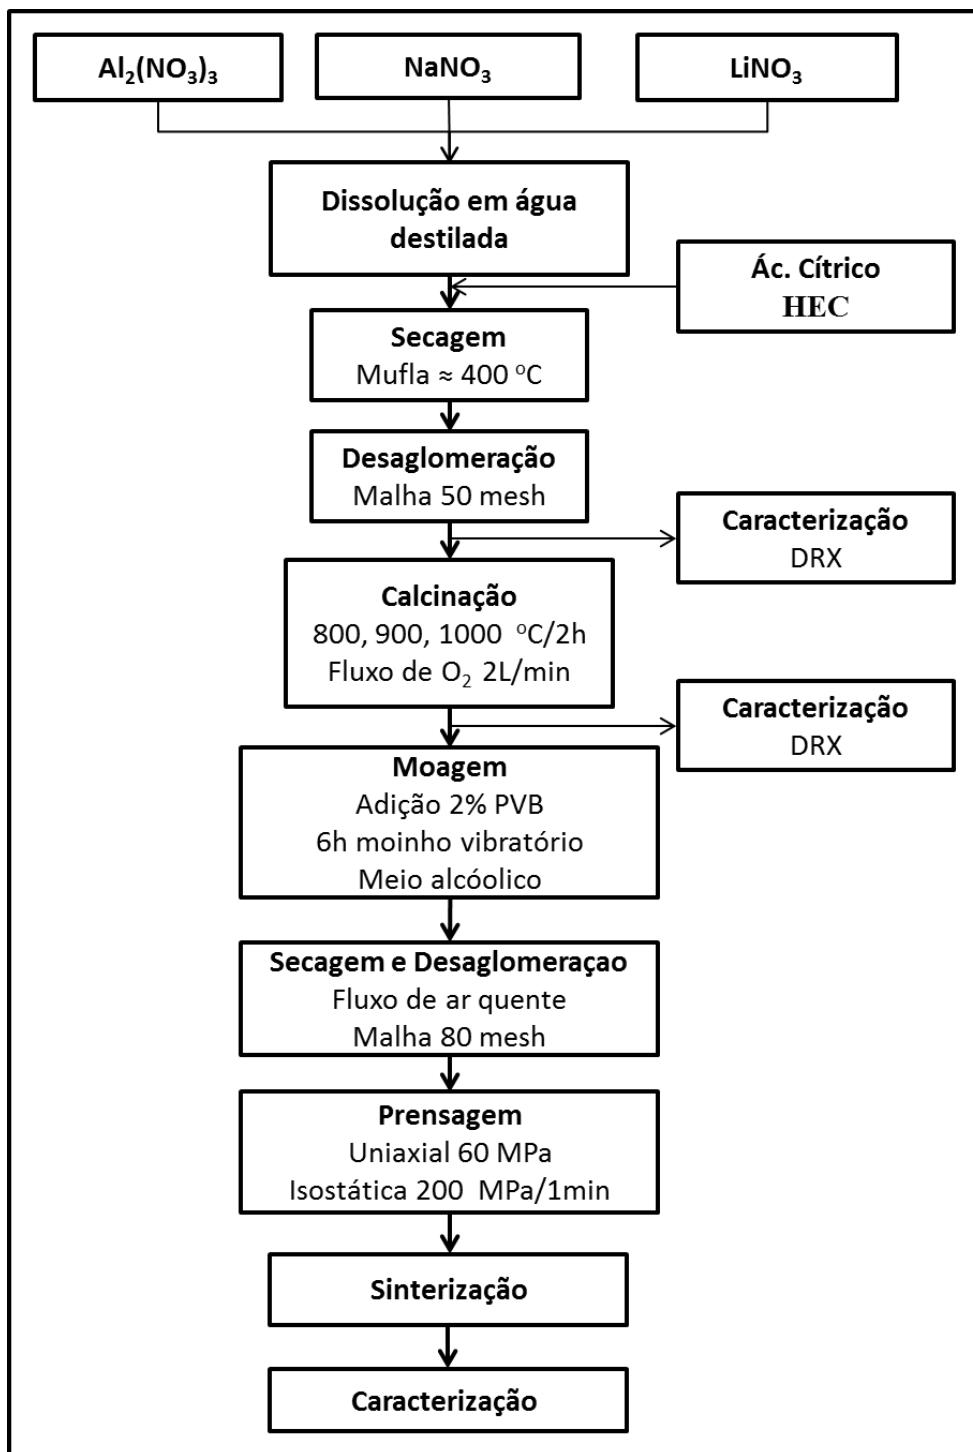 Al₂(NO₃)₃
NaNO₃
LiNO₃
Dissolução em água
destilada
Ác. Cítrico
HEC
Secagem
Mufla ≈ 400 ºC
Desaglomeração
Malha 50 mesh
Caracterização
DRX
Calcinação
800, 900, 1000 ºC/2h
Fluxo de O₂ 2L/min
Caracterização
DRX
Moagem
Adição 2% PVB
6h moinho vibratório
Meio alcóolico
Secagem e Desaglomeraçao
Fluxo de ar quente
Malha 80 mesh
Prensagem
Uniaxial 60 MPa
Isostática 200 MPa/1min
Sinterização
Caracterização